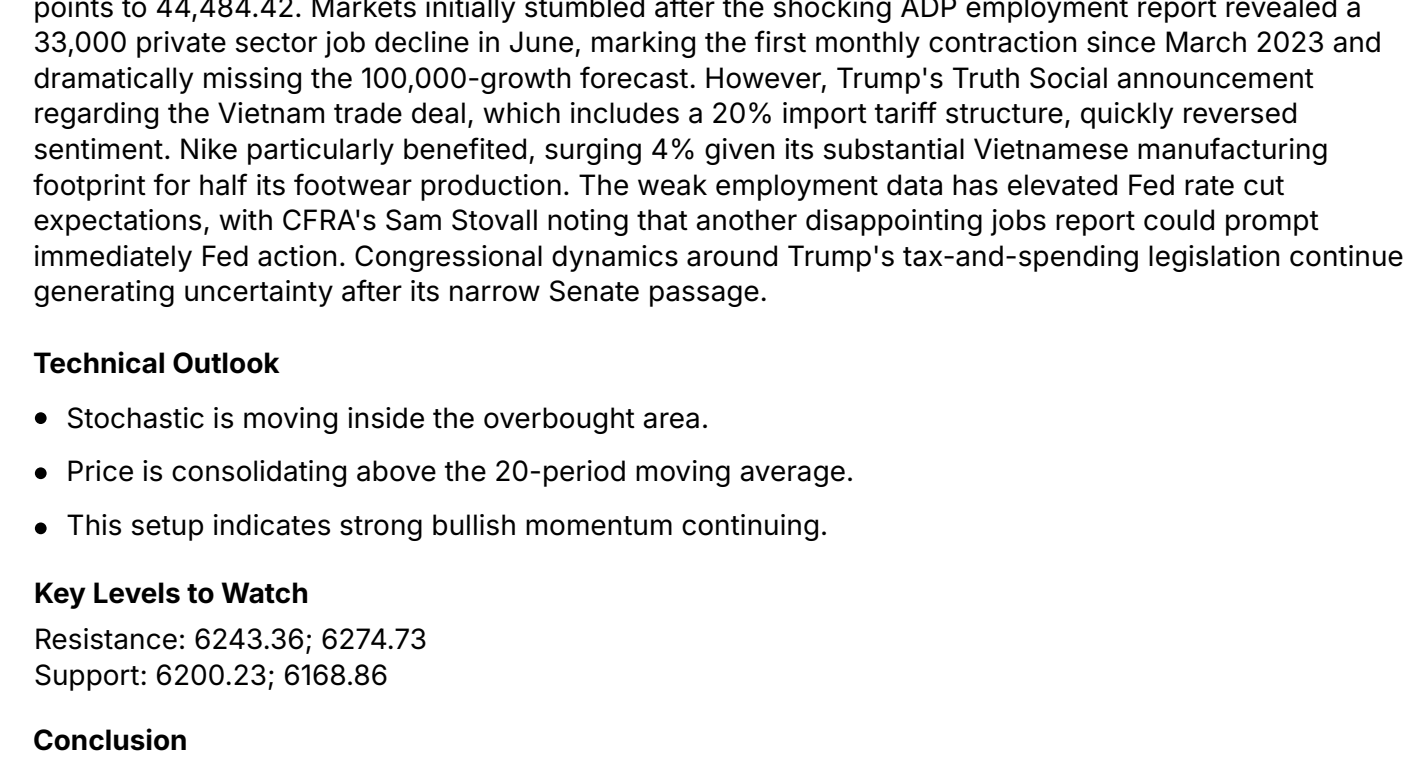 points to 44,484.42. Markets initially stumbled after the shocking ADP employment report revealed a
33,000 private sector job decline in June, marking the first monthly contraction since March 2023 and
dramatically missing the 100,000-growth forecast. However, Trump's Truth Social announcement
regarding the Vietnam trade deal, which includes a 20% import tariff structure, quickly reversed
sentiment. Nike particularly benefited, surging 4% given its substantial Vietnamese manufacturing
footprint for half its footwear production. The weak employment data has elevated Fed rate cut
expectations, with CFRA's Sam Stovall noting that another disappointing jobs report could prompt
immediately Fed action. Congressional dynamics around Trump's tax-and-spending legislation continue
generating uncertainty after its narrow Senate passage.
Technical Outlook
• Stochastic is moving inside the overbought area.
• Price is consolidating above the 20-period moving average.
• This setup indicates strong bullish momentum continuing.
Key Levels to Watch
Resistance: 6243.36; 6274.73
Support: 6200.23; 6168.86
Conclusion